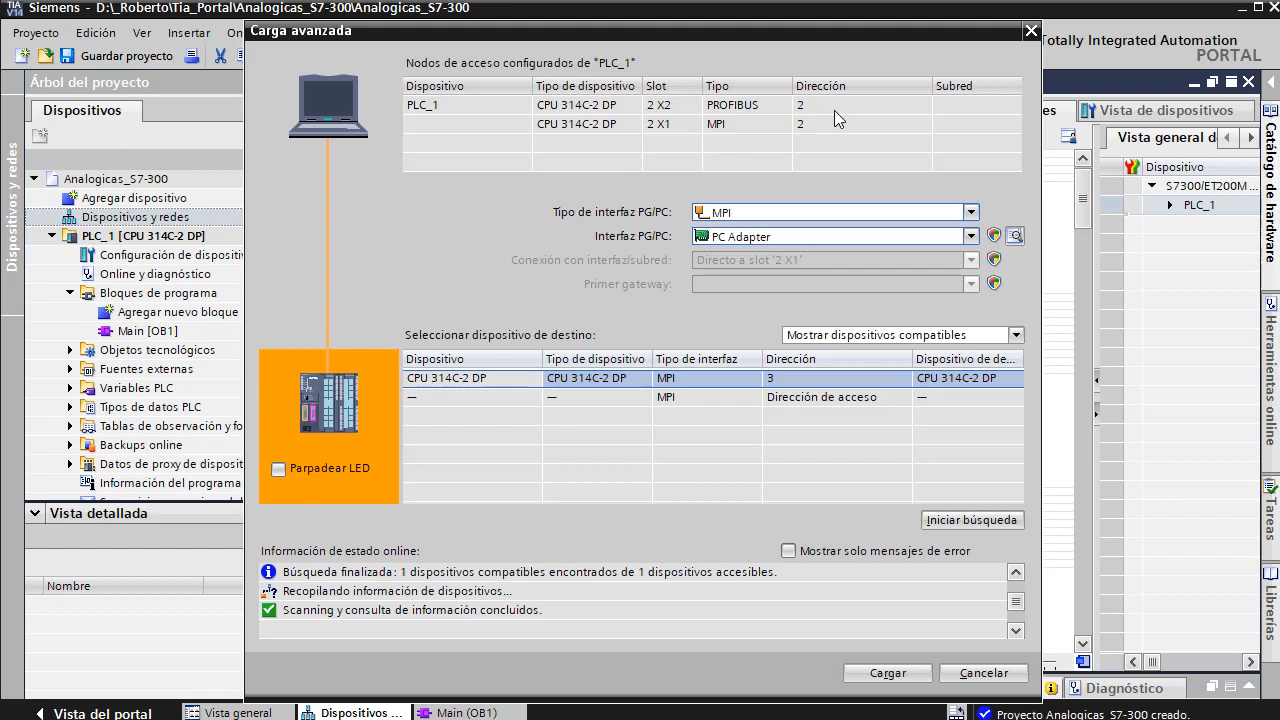 Siemens - D:\_Roberto\Tia_Portal\Analogicas_S7-300\Analogicas_S7-300
TIA V14
Proyecto Edición Ver Insertar
Guardar proyecto
Totally Integrated Automation
PORTAL
Árbol del proyecto
Dispositivos
Dispositivos y redes
Analogicas_S7-300
Agregar dispositivo
Dispositivos y redes
PLC_1 [CPU 314C-2 DP]
Online y diagnóstico
Bloques de programa
Agregar nuevo bloque
Main [OB1]
Objetos tecnológicos
Fuentes externas
Variables PLC
Tipos de datos PLC
Tablas de observación y
Backups online
Datos de proxy de
Información del programa
Vista detallada
Nombre
Carga avanzada
Nodos de acceso configurados de "PLC_1"
Dispositivo Tipo de dispositivo Slot Tipo Dirección Subred
PLC_1 CPU 314C-2 DP 2 X2 PROFIBUS 2
CPU 314C-2 DP 2 X1 MPI 2
Tipo de interfaz PG/PC: MPI
Interfaz PG/PC: PC Adapter
Conexión con interfaz/subred: Directo a slot '2 X1'
Primer gateway:
Seleccionar dispositivo de destino: Mostrar dispositivos compatibles
Dispositivo Tipo de dispositivo Tipo de interfaz Dirección Dispositivo de de...
CPU 314C-2 DP CPU 314C-2 DP MPI 3 CPU 314C-2 DP
— — MPI Dirección de acceso —
Parpadear LED
Iniciar búsqueda
Información de estado online: Mostrar solo mensajes de error
Búsqueda finalizada: 1 dispositivos compatibles encontrados de 1 dispositivos accesibles.
Recopilando información de dispositivos...
Scanning y consulta de información concluidos.
Cargar Cancelar
Vista de dispositivos
Vista general
Dispositivo
S7300/ET200M ...
PLC_1
Diagnóstico
Catálogo de hardware
Herramientas online
Tareas
Librerías
Vista del portal Vista general Dispositivos ... Main (OB1) Proyecto Analogicas_S7-300 creado.